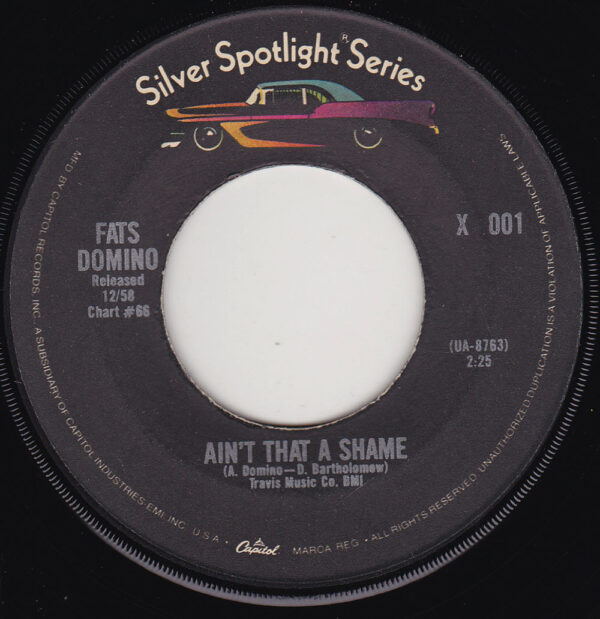 Silver Spotlight Series
FATS
DOMINO
Released
12/58
Chart #66
X 001
(UA-8763)
2:25
AIN'T THAT A SHAME
(A. Domino—D. Bartholomew)
Travis Music Co. BMI
MFD. BY CAPITOL RECORDS, INC. A SUBSIDIARY OF CAPITOL INDUSTRIES EMI, INC. U.S.A. • Capitol MARCA REG. • ALL RIGHTS RESERVED. UNAUTHORIZED DUPLICATION IS A VIOLATION OF APPLICABLE LAWS